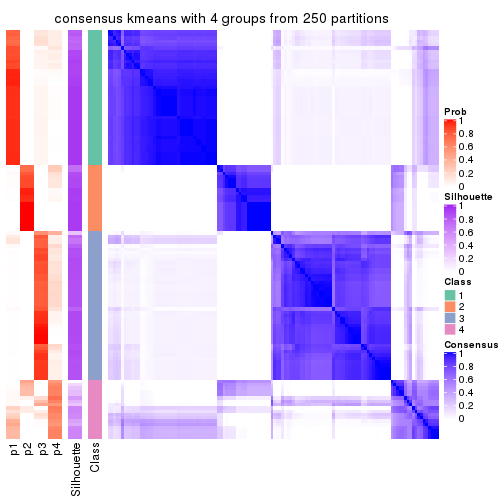 consensus kmeans with 4 groups from 250 partitions
Prob
1
0.8
0.6
0.4
0.2
0
Silhouette
1
0.8
0.6
0.4
0.2
0
Class
1
2
3
4
Consensus
1
0.8
0.6
0.4
0.2
0
p1
p2
p3
p4
Silhouette
Class